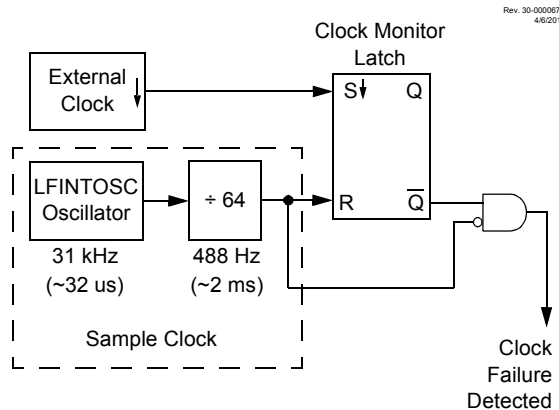 Rev. 30-000067
4/6/201
Clock Monitor
Latch
External
Clock
S
Q
LFINTOSC
Oscillator
÷ 64
R
Q
31 kHz
(~32 us)
488 Hz
(~2 ms)
Sample Clock
Clock
Failure
Detected